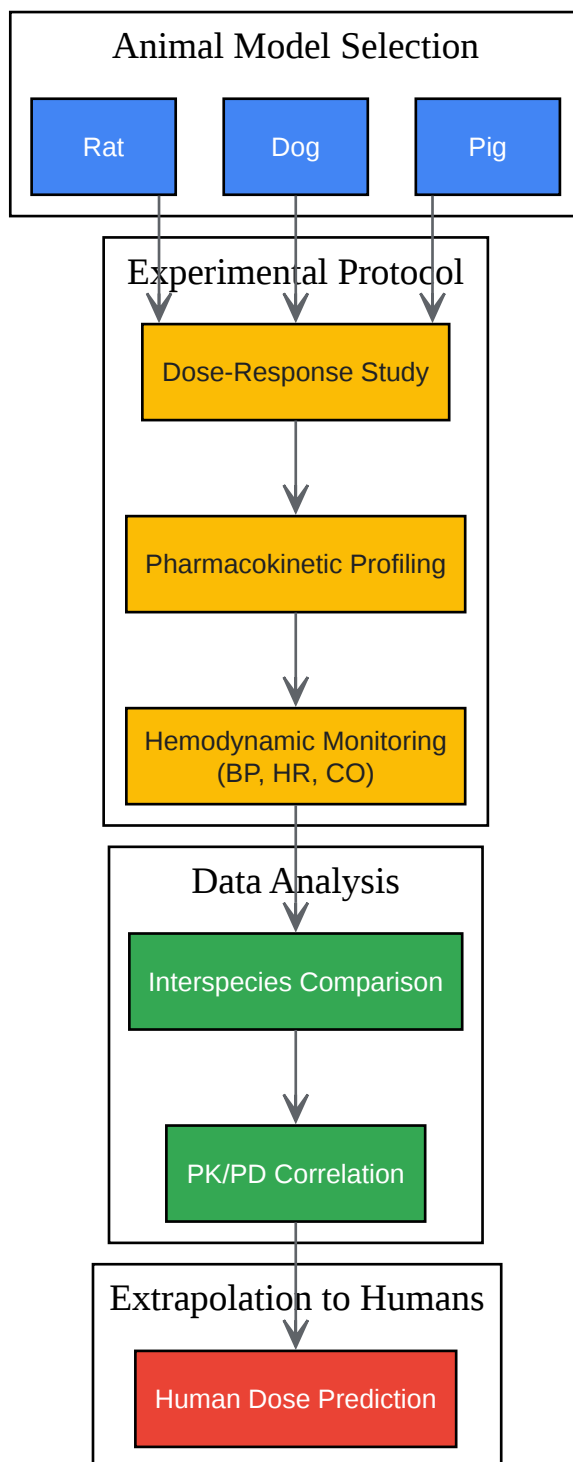 Animal Model Selection
Rat
Dog
Pig
Experimental Protocol
Dose-Response Study
Pharmacokinetic Profiling
Hemodynamic Monitoring
(BP, HR, CO)
Data Analysis
Interspecies Comparison
PK/PD Correlation
Extrapolation to Humans
Human Dose Prediction